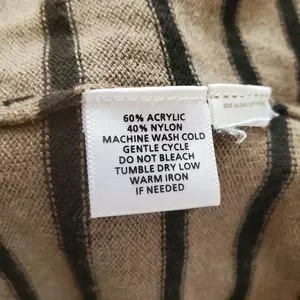 60% ACRYLIC
40% NYLON
MACHINE WASH COLD
GENTLE CYCLE
DO NOT BLEACH
TUMBLE DRY LOW
WARM IRON
IF NEEDED